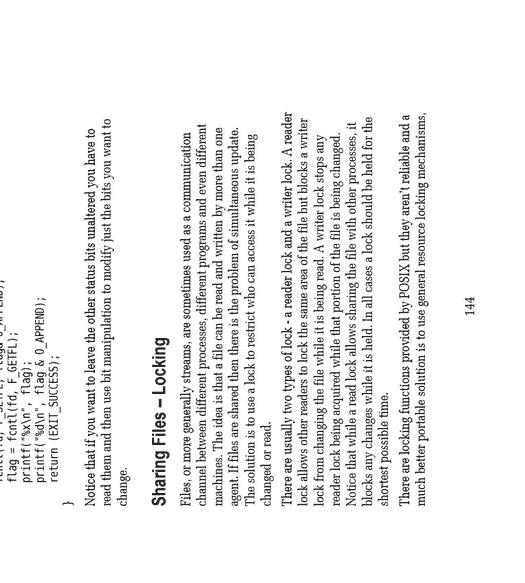 flag = fcntl(fd, F_GETFL);
printf("%x\n", flag);
printf("%d\n", flag & O_APPEND);
return (EXIT_SUCCESS);
}
Notice that if you want to leave the other status bits unaltered you have to
read them and then use bit manipulation to modify just the bits you want to
change.
Sharing Files – Locking
Files, or more generally streams, are sometimes used as a communication
channel between different processes, different programs and even different
machines. The idea is that a file can be read and written by more than one
agent. If files are shared then there is the problem of simultaneous update.
The solution is to use a lock to restrict who can access it while it is being
changed or read.
There are usually two types of lock - a reader lock and a writer lock. A reader
lock allows other readers to lock the same area of the file but blocks a writer
lock from changing the file while it is being read. A writer lock stops any
reader lock being acquired while that portion of the file is being changed.
Notice that while a read lock allows sharing the file with other processes, it
blocks any changes while it is held. In all cases a lock should be held for the
shortest possible time.
There are locking functions provided by POSIX but they aren't reliable and a
much better portable solution is to use general resource locking mechanisms,
144